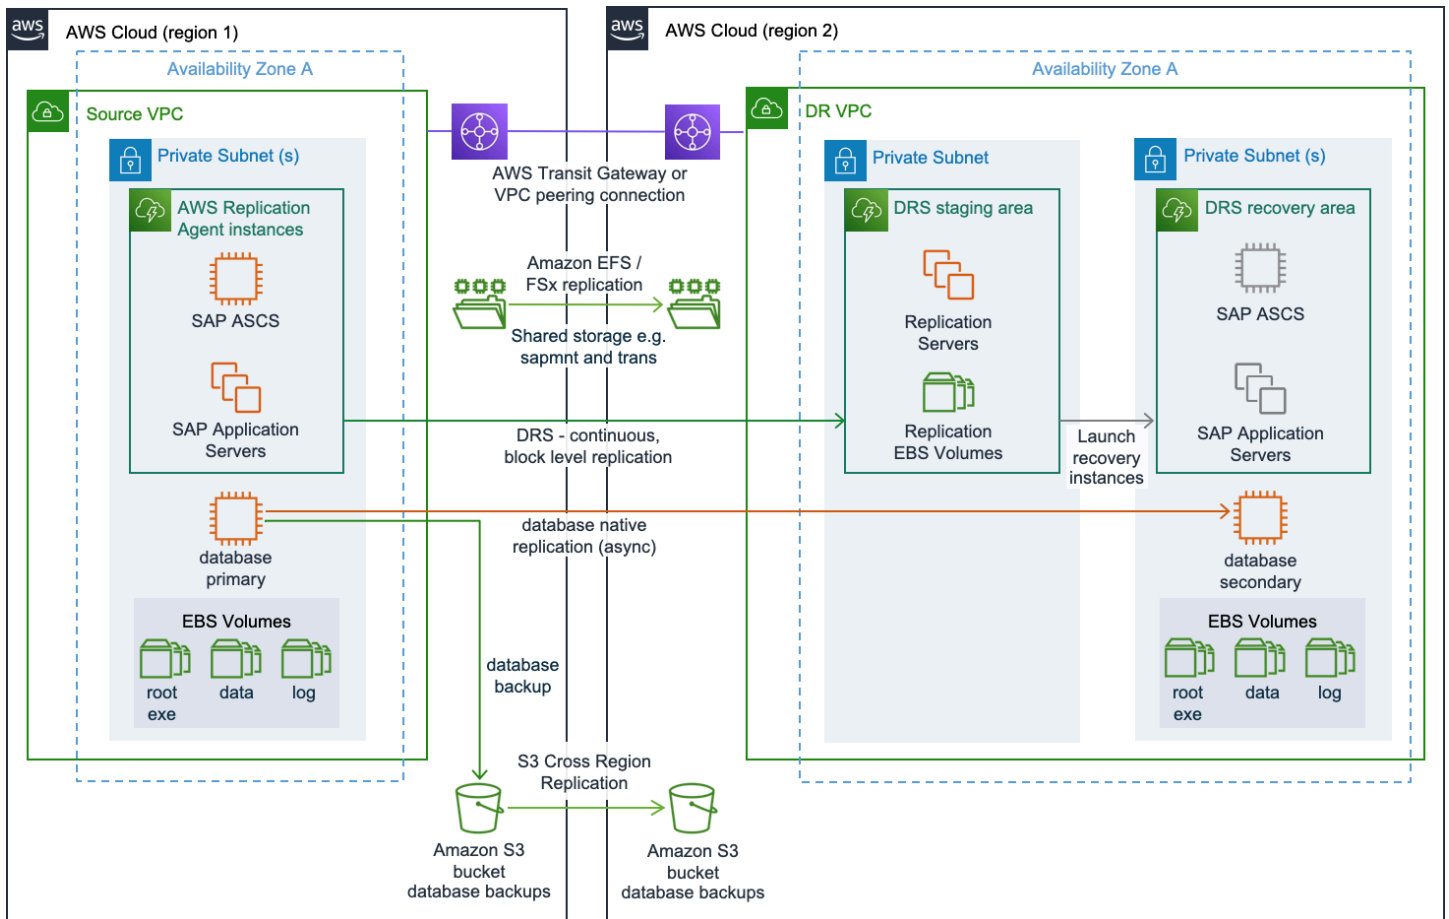 aws
AWS Cloud (region 1)
Availability Zone A
Source VPC
Private Subnet (s)
AWS Replication
Agent instances
SAP ASCS
SAP Application
Servers
database
primary
EBS Volumes
root
exe
data
log
AWS Transit Gateway or
VPC peering connection
Amazon EFS /
FSx replication
Shared storage e.g.
sapmnt and trans
DRS - continuous,
block level replication
database native
replication (async)
database
backup
S3 Cross Region
Replication
Amazon S3
bucket
database backups
Amazon S3
bucket
database backups
aws
AWS Cloud (region 2)
Availability Zone A
DR VPC
Private Subnet
DRS staging area
Replication
Servers
Replication
EBS Volumes
Launch
recovery
instances
Private Subnet (s)
DRS recovery area
SAP ASCS
SAP Application
Servers
database
secondary
EBS Volumes
root
exe
data
log